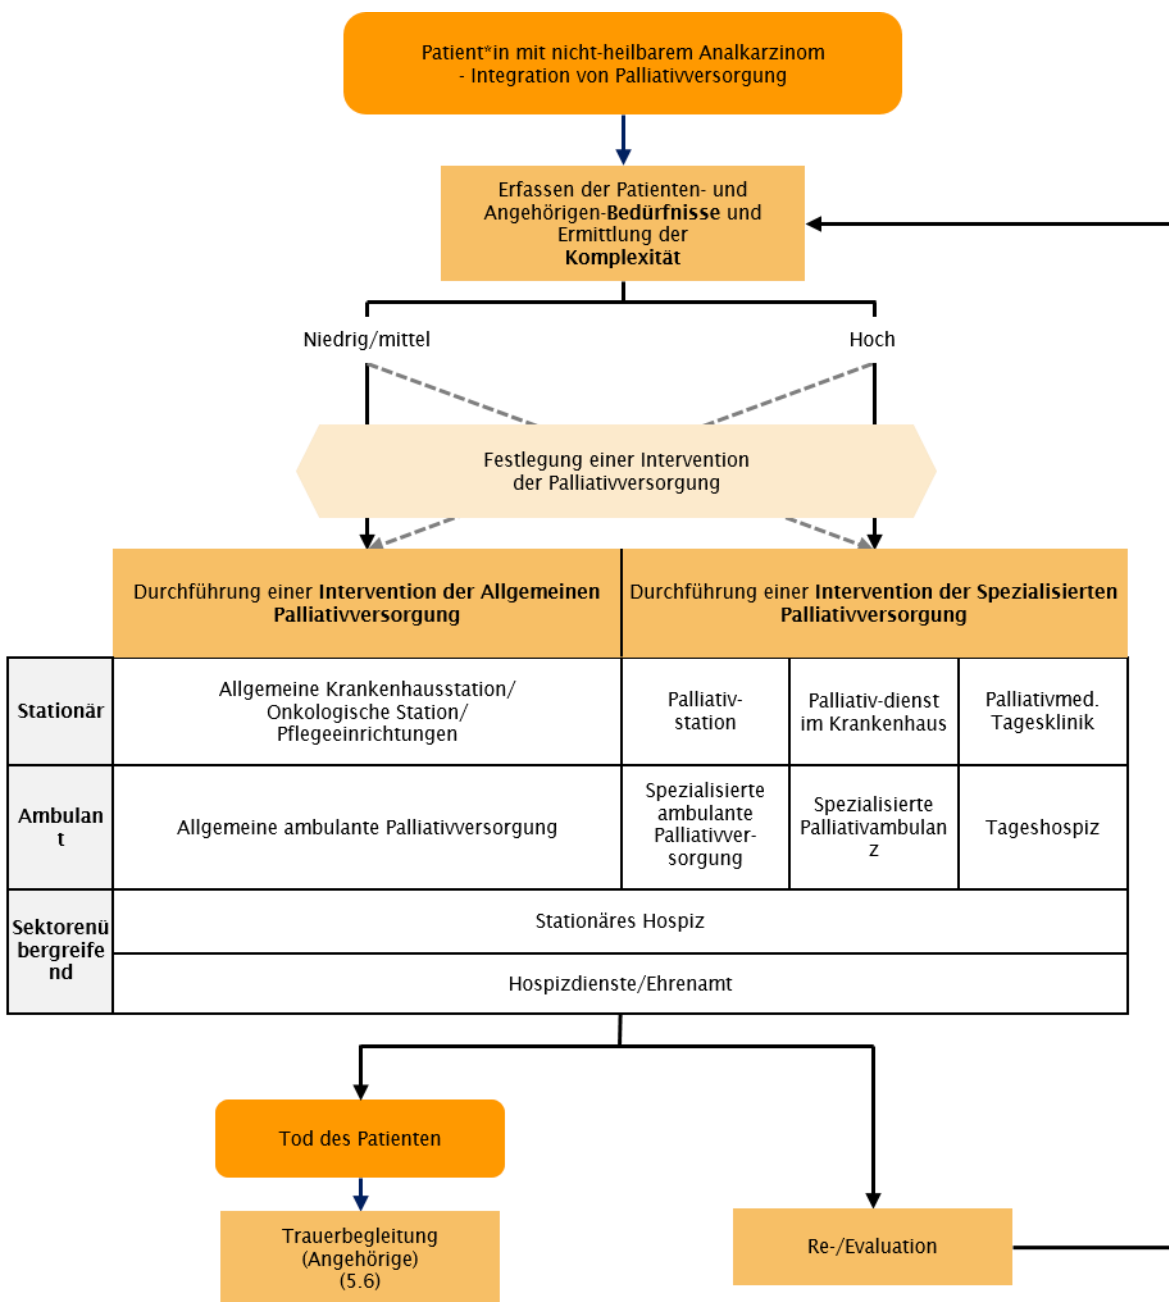 Patient*in mit nicht-heilbarem Analkarzinom
- Integration von Palliativversorgung
Erfassen der Patienten- und
Angehörigen-Bedürfnisse und
Ermittlung der
Komplexität
Niedrig/mittel
Hoch
Festlegung einer Intervention
der Palliativversorgung
Durchführung einer Intervention der Allgemeinen
Palliativversorgung
Durchführung einer Intervention der Spezialisierten
Palliativversorgung
Stationär
Allgemeine Krankenhausstation/
Onkologische Station/
Pflegeeinrichtungen
Palliativ-
station
Palliativ-dienst
im Krankenhaus
Palliativmed.
Tagesklinik
Ambulan
t
Allgemeine ambulante Palliativversorgung
Spezialisierte
ambulante
Palliativver-
sorgung
Spezialisierte
Palliativambulan
z
Tageshospiz
Sektorenü
bergreife
nd
Stationäres Hospiz
Hospizdienste/Ehrenamt
Tod des Patienten
Trauerbegleitung
(Angehörige)
(5.6)
Re-/Evaluation